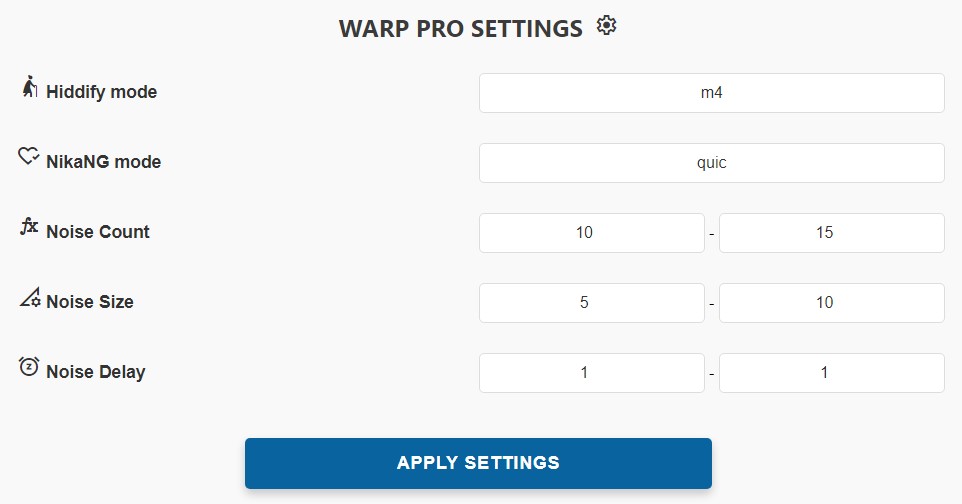 WARP PRO SETTINGS
Hiddify mode m4
NikaNG mode quic
fx Noise Count 10 - 15
Noise Size 5 - 10
z Noise Delay 1 - 1
APPLY SETTINGS